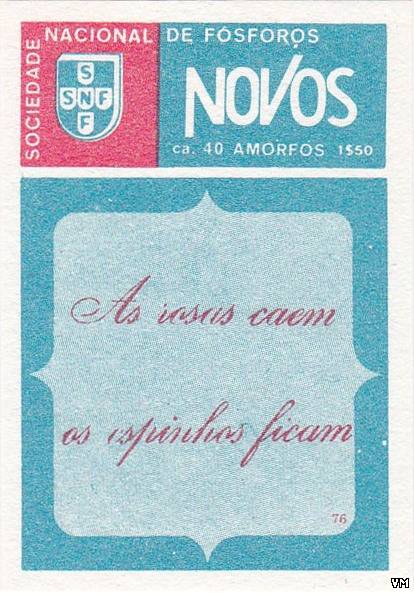 SOCIEDADE NACIONAL DE FÓSFOROS
S
SNF
F
NOVOS
ca. 40 AMORFOS 1$50
As rosas caem
os espinhos ficam
76
VM